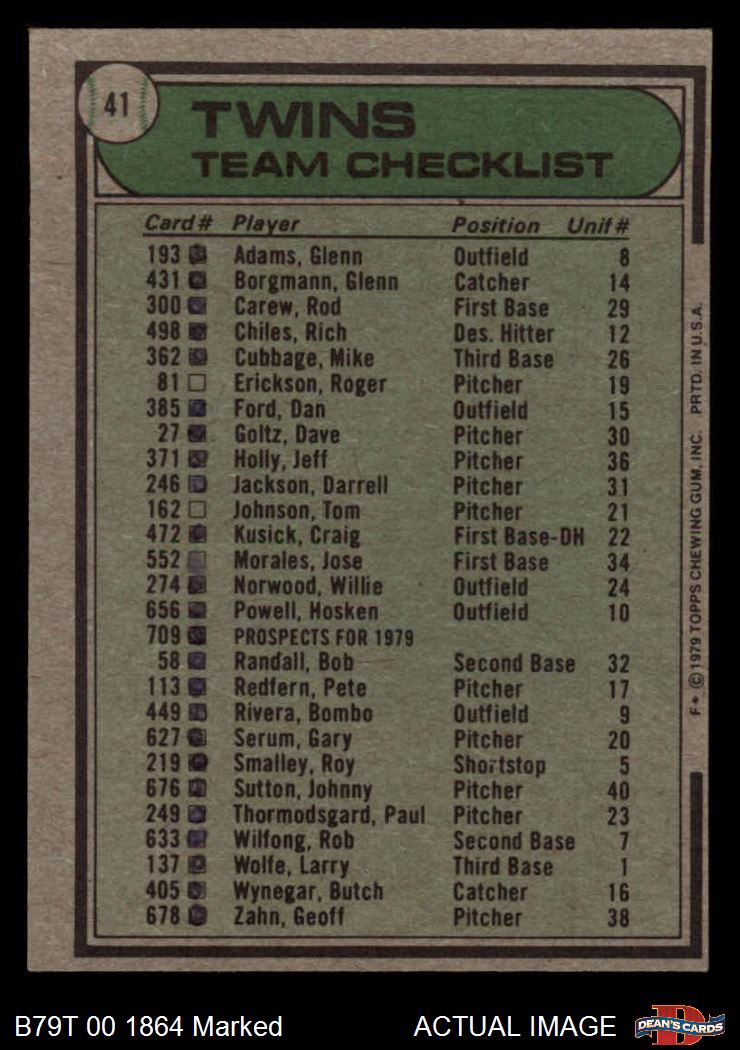 41
TWINS
TEAM CHECKLIST
Card # Player Position Unif #
193 Adams, Glenn Outfield 8
431 Borgmann, Glenn Catcher 14
300 Carew, Rod First Base 29
498 Chiles, Rich Des. Hitter 12
362 Cubbage, Mike Third Base 26
81 Erickson, Roger Pitcher 19
385 Ford, Dan Outfield 15
27 Goltz, Dave Pitcher 30
371 Holly, Jeff Pitcher 36
246 Jackson, Darrell Pitcher 31
162 Johnson, Tom Pitcher 21
472 Kusick, Craig First Base-DH 22
552 Morales, Jose First Base 34
274 Norwood, Willie Outfield 24
656 Powell, Hosken Outfield 10
709 PROSPECTS FOR 1979
58 Randall, Bob Second Base 32
113 Redfern, Pete Pitcher 17
449 Rivera, Bombo Outfield 9
627 Serum, Gary Pitcher 20
219 Smalley, Roy Shortstop 5
676 Sutton, Johnny Pitcher 40
249 Thormodsgard, Paul Pitcher 23
633 Wilfong, Rob Second Base 7
137 Wolfe, Larry Third Base 1
405 Wynegar, Butch Catcher 16
678 Zahn, Geoff Pitcher 38
F* © 1979 TOPPS CHEWING GUM, INC. PRTD. IN U.S.A.
B79T 00 1864 Marked ACTUAL IMAGE
D
DEAN'S CARDS